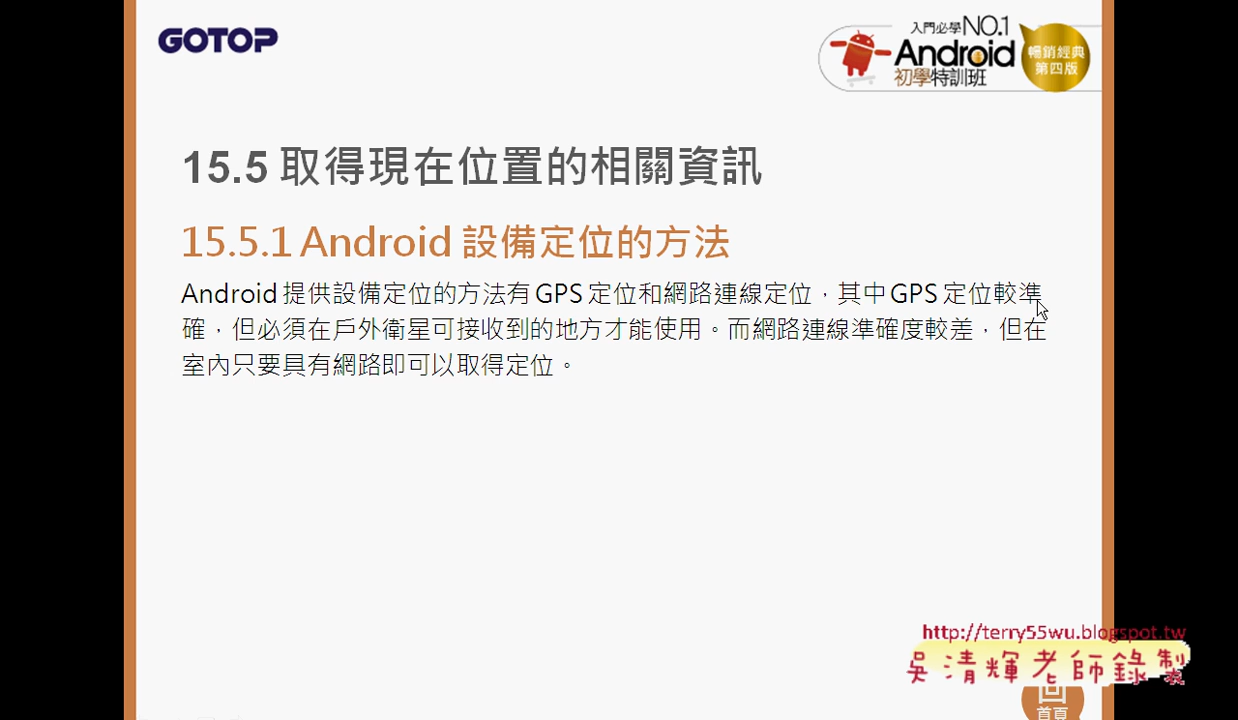 GOTOP
入門必學NO.1
Android
初學特訓班
暢銷經典
第四版
15.5 取得現在位置的相關資訊
15.5.1 Android 設備定位的方法
Android 提供設備定位的方法有 GPS 定位和網路連線定位，其中 GPS 定位較準
確，但必須在戶外衛星可接收到的地方才能使用。而網路連線準確度較差，但在
室內只要具有網路即可以取得定位。
http://terry55wu.blogspot.tw
吳清輝老師錄製
回
首頁